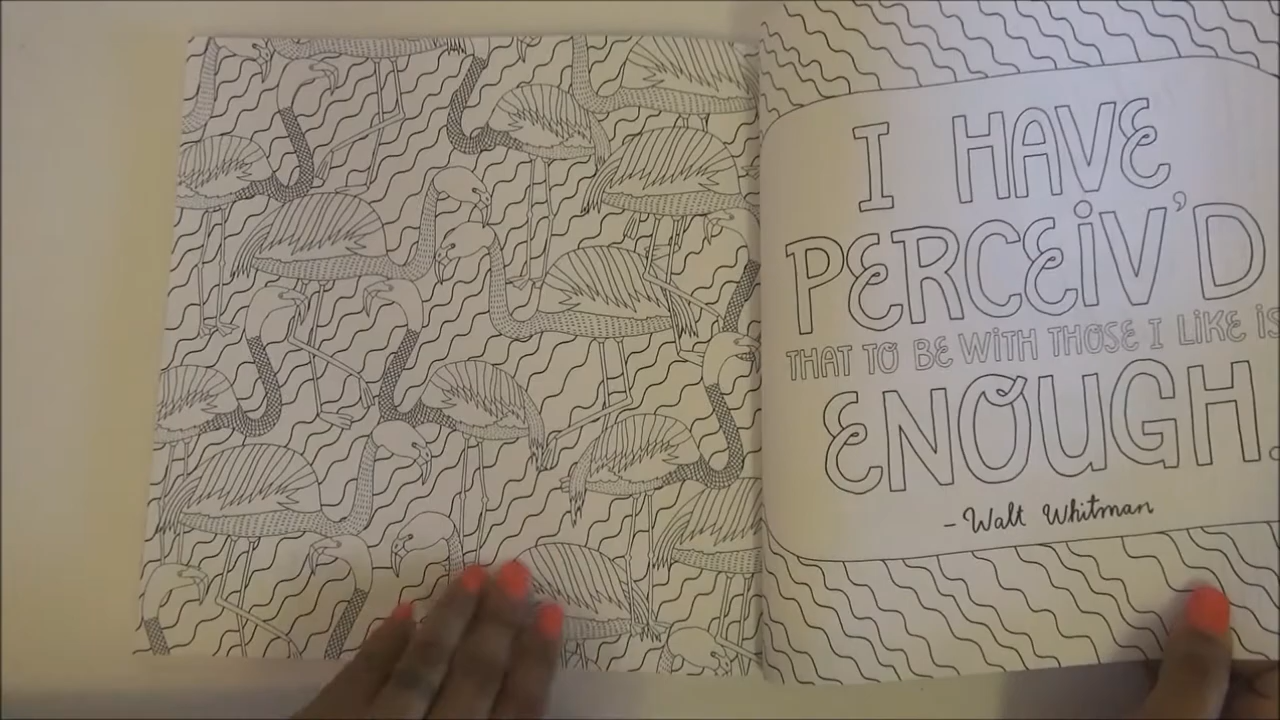 I HAVE
PERCEIV'D
THAT TO BE WITH THOSE I LIKE IS
ENOUGH.
- Walt Whitman